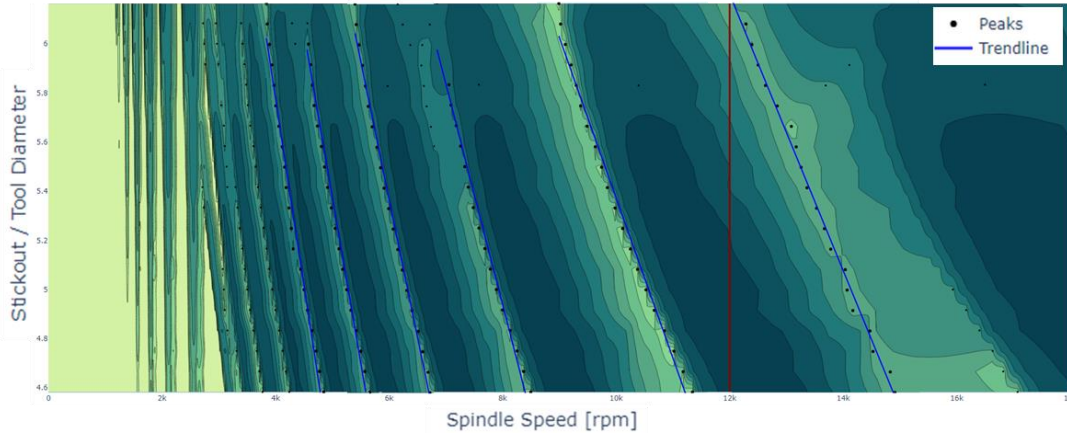 Peaks
Trendline
Stickout / Tool Diameter
6
5.8
5.6
5.4
5.2
5
4.8
4.6
0
2k
4k
6k
8k
10k
12k
14k
16k
Spindle Speed [rpm]